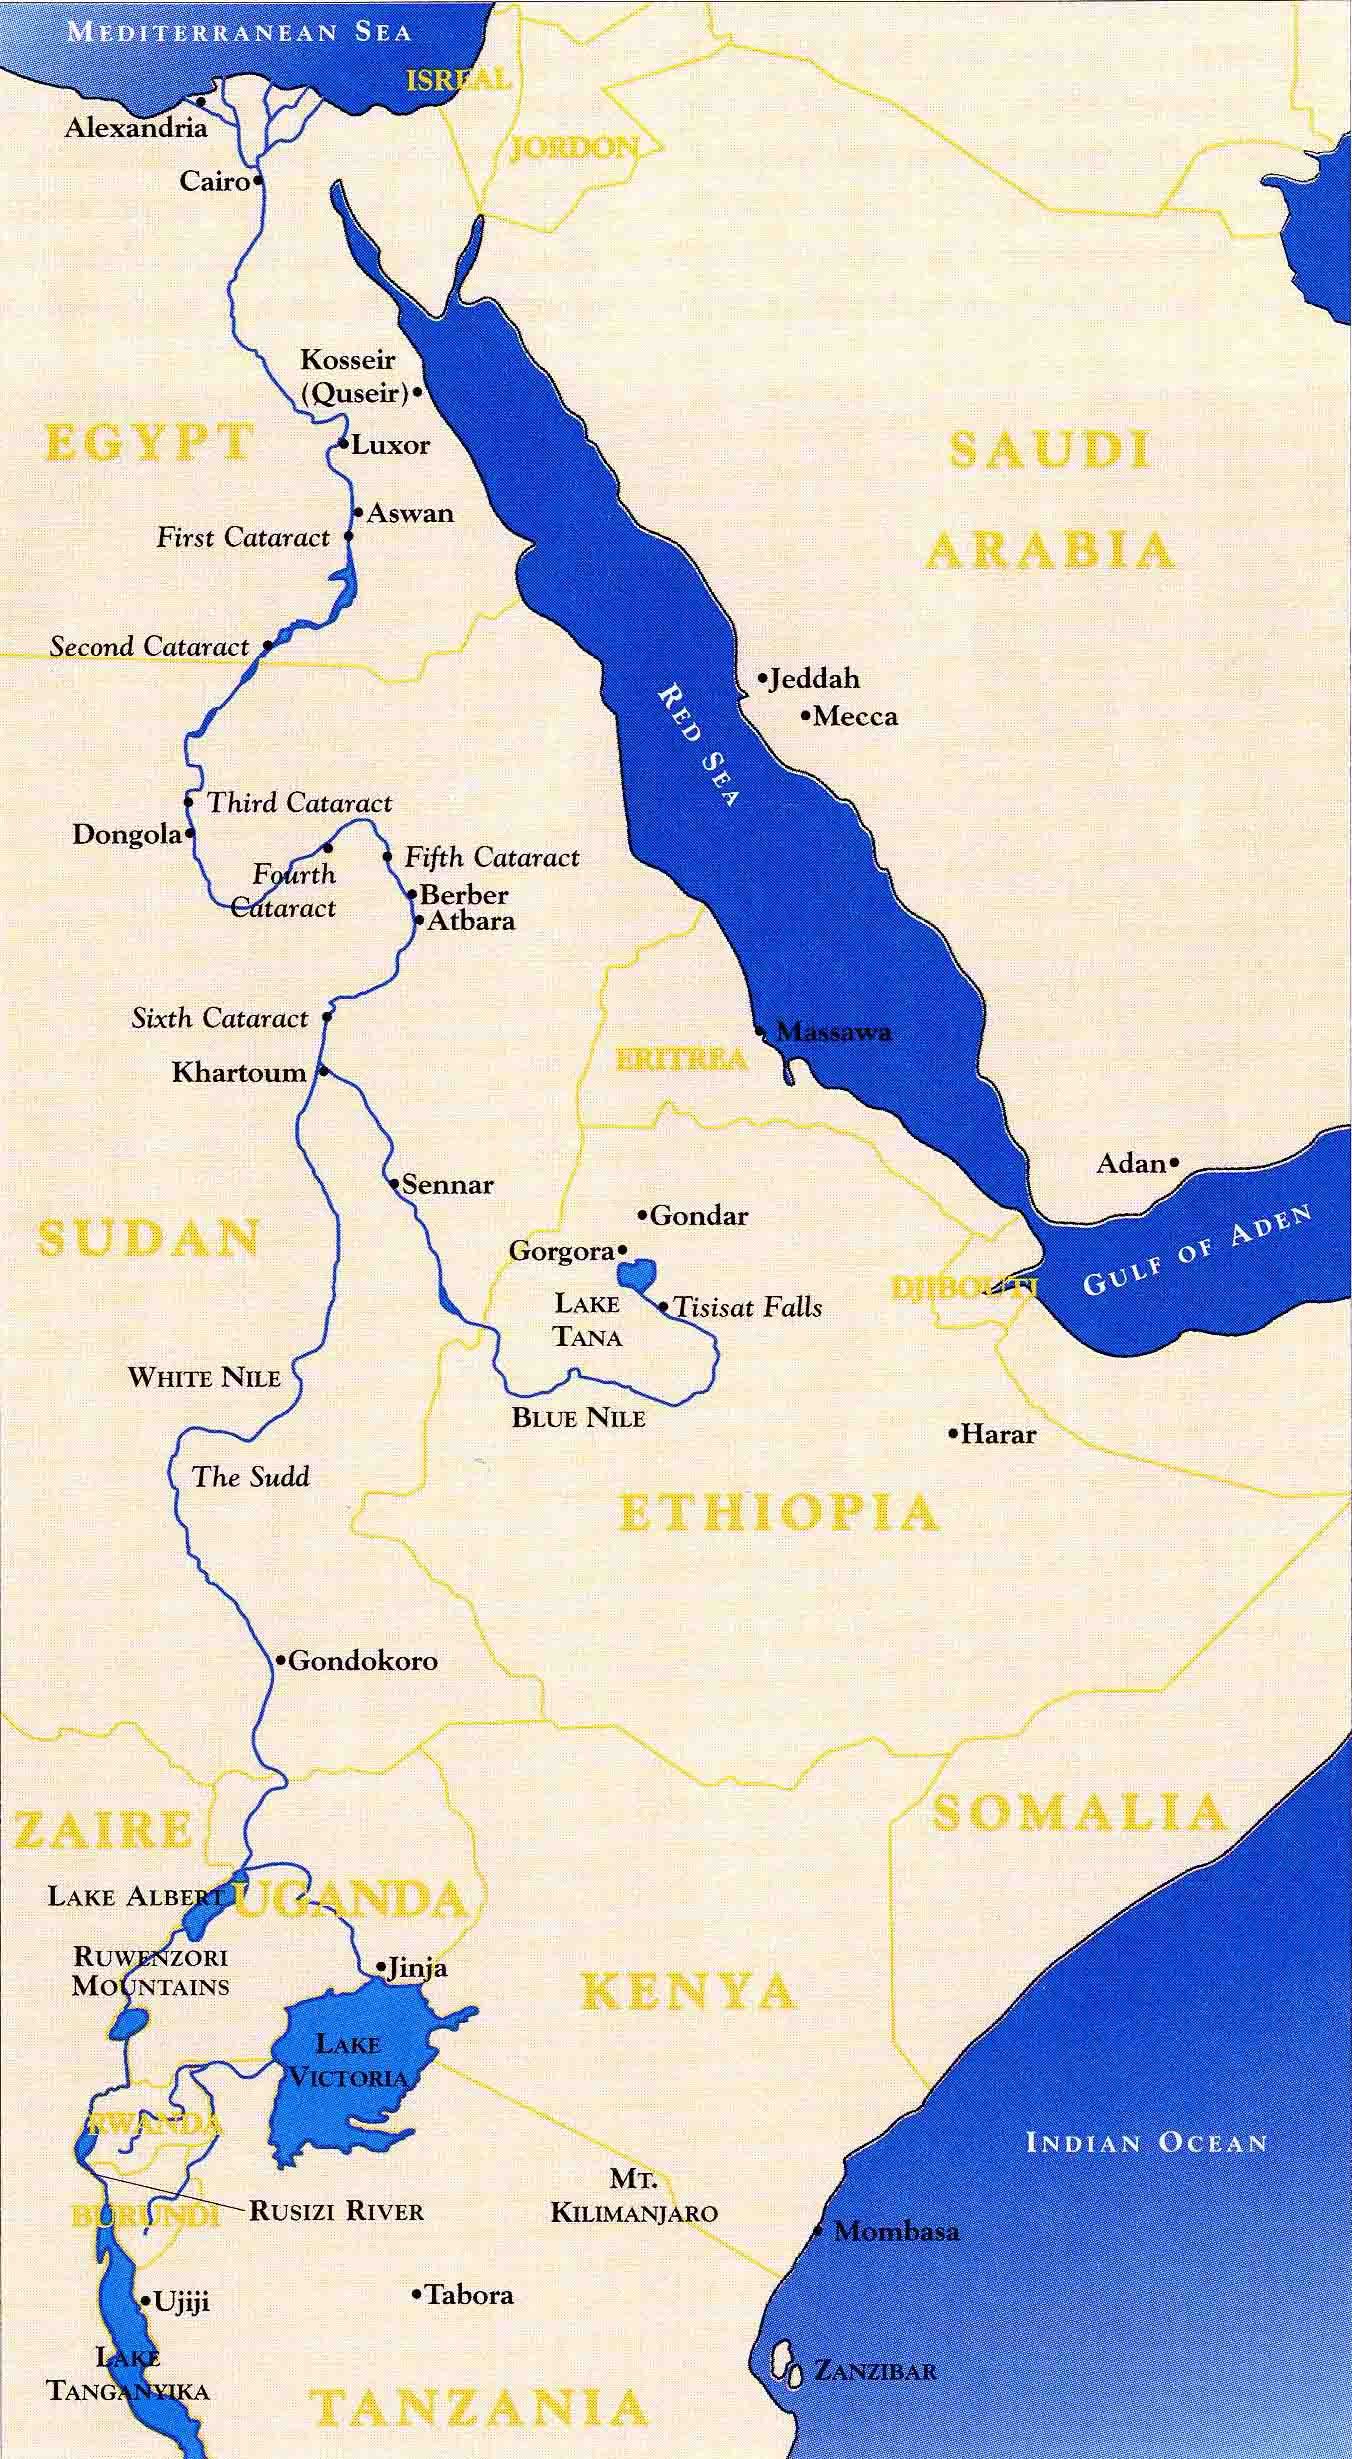 MEDITERRANEAN SEA
ISREAL
Alexandria
JORDON
Cairo
Kosseir
(Quseir)
EGYPT
Luxor
SAUDI
ARABIA
Aswan
First Cataract
Second Cataract
Jeddah
Mecca
RED SEA
Third Cataract
Dongola
Fourth
Cataract
Fifth Cataract
Berber
Atbara
Sixth Cataract
Massawa
ERITREA
Khartoum
Adan
Sennar
Gondar
SUDAN
Gorgora
GULF OF ADEN
DJIBOUTI
LAKE
TANA
Tisisat Falls
WHITE NILE
BLUE NILE
Harar
The Sudd
ETHIOPIA
Gondokoro
ZAIRE
SOMALIA
LAKE ALBERT
UGANDA
RUWENZORI
MOUNTAINS
Jinja
KENYA
LAKE
VICTORIA
RWANDA
INDIAN OCEAN
MT.
KILIMANJARO
BURUNDI
RUSIZI RIVER
Mombasa
Ujiji
Tabora
LAKE
TANGANYIKA
ZANZIBAR
TANZANIA